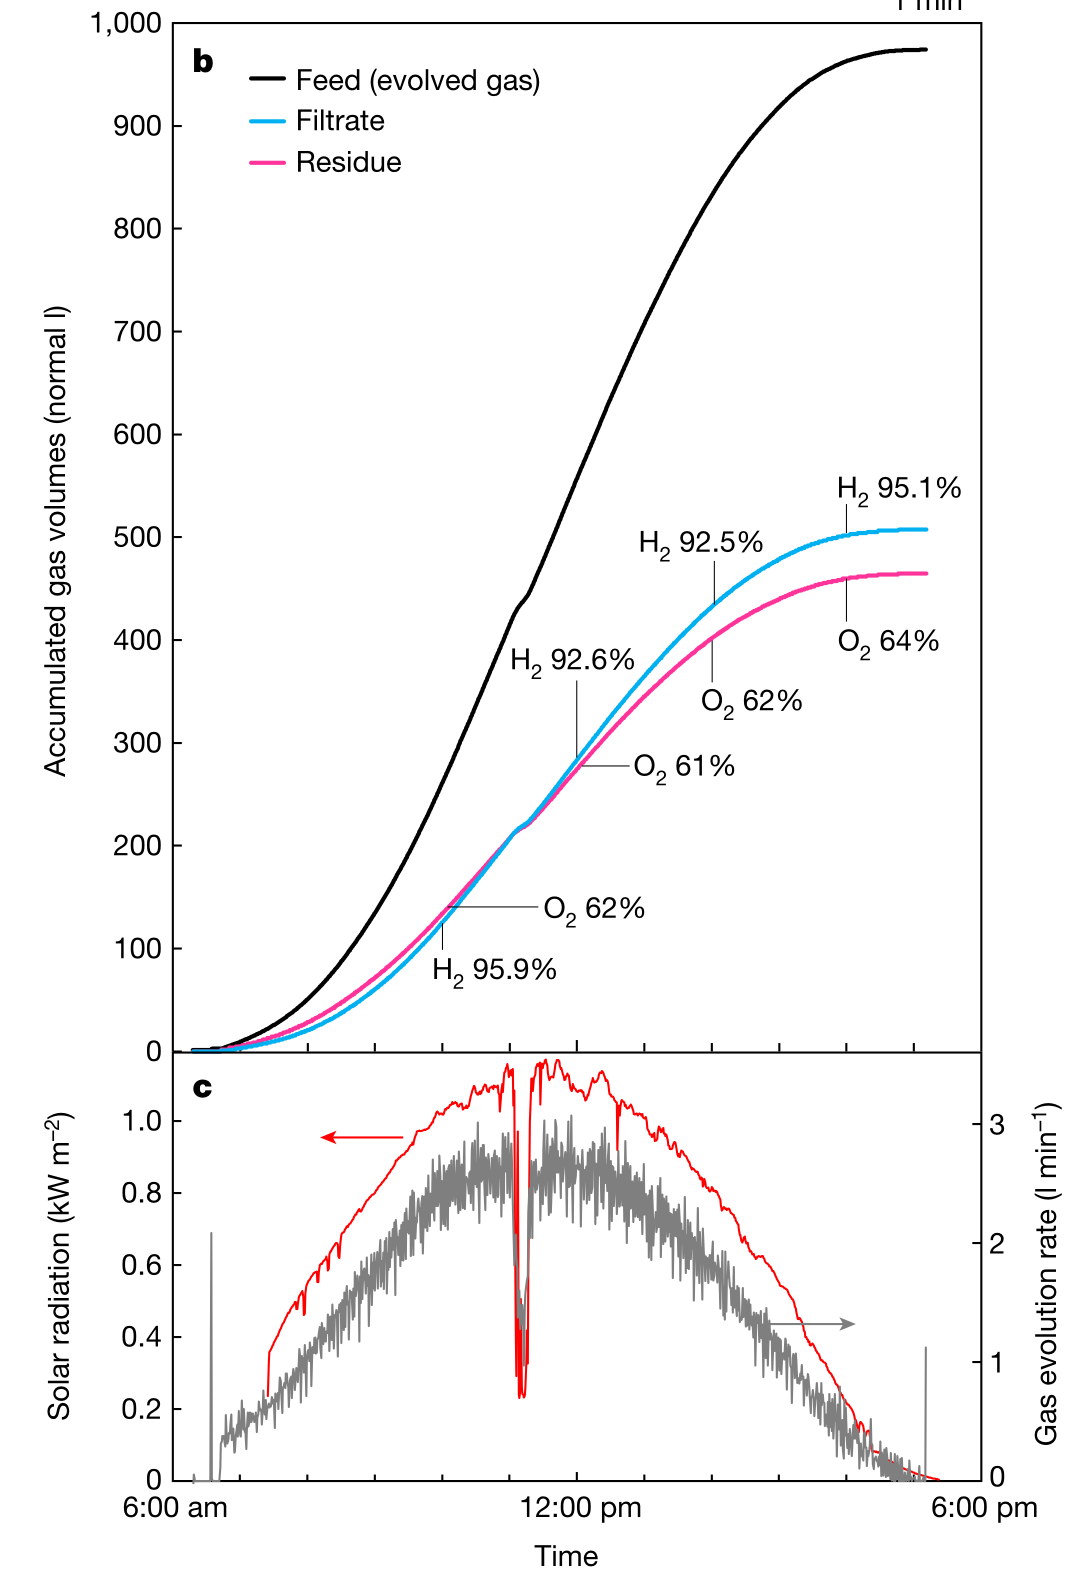 1 min
b
1,000
900
800
700
600
500
400
300
200
100
0
Accumulated gas volumes (normal l)
Feed (evolved gas)
Filtrate
Residue
H2 95.1%
H2 92.5%
O2 64%
H2 92.6%
O2 62%
O2 61%
O2 62%
H2 95.9%
c
1.0
0.8
0.6
0.4
0.2
0
Solar radiation (kW m−2)
3
2
1
0
Gas evolution rate (l min−1)
6:00 am
12:00 pm
6:00 pm
Time